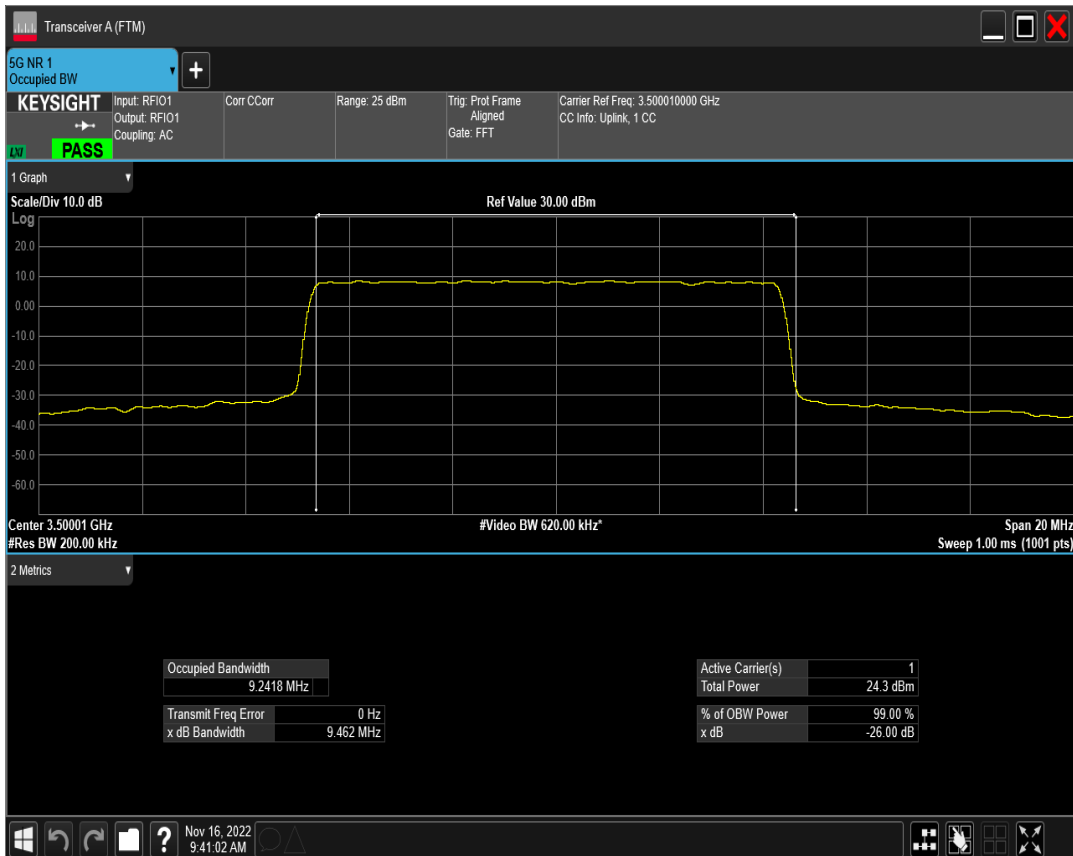 Transceiver A (FTM)
5G NR 1
Occupied BW
+
KEYSIGHT
LXI
PASS
Input: RFIO1
Output: RFIO1
Coupling: AC
Corr CCorr
Range: 25 dBm
Trig: Prot Frame
Aligned
Gate: FFT
Carrier Ref Freq: 3.500010000 GHz
CC Info: Uplink, 1 CC
1 Graph
Scale/Div 10.0 dB
Ref Value 30.00 dBm
Log
20.0
10.0
0.00
-10.0
-20.0
-30.0
-40.0
-50.0
-60.0
Center 3.50001 GHz
#Video BW 620.00 kHz*
Span 20 MHz
#Res BW 200.00 kHz
Sweep 1.00 ms (1001 pts)
2 Metrics
Occupied Bandwidth
9.2418 MHz
Transmit Freq Error 0 Hz
x dB Bandwidth 9.462 MHz
Active Carrier(s) 1
Total Power 24.3 dBm
% of OBW Power 99.00 %
x dB -26.00 dB
?
Nov 16, 2022
9:41:02 AM